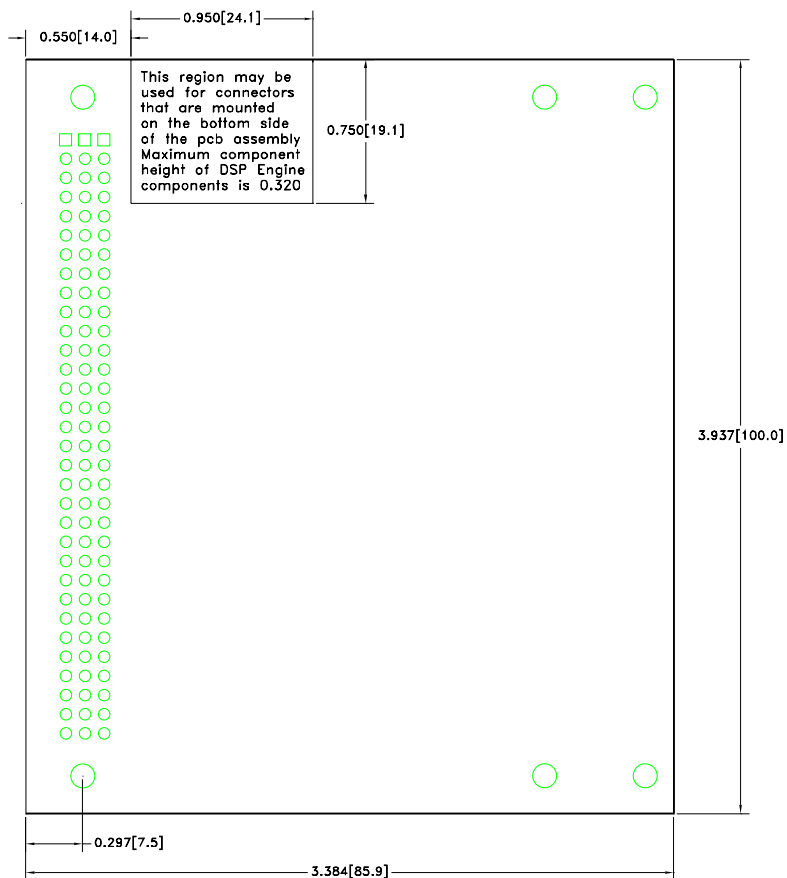 0.950[24.1]
0.550[14.0]
This region may be
used for connectors
that are mounted
on the bottom side
of the pcb assembly
Maximum component
height of DSP Engine
components is 0.320
0.750[19.1]
3.937[100.0]
0.297[7.5]
3.384[85.9]